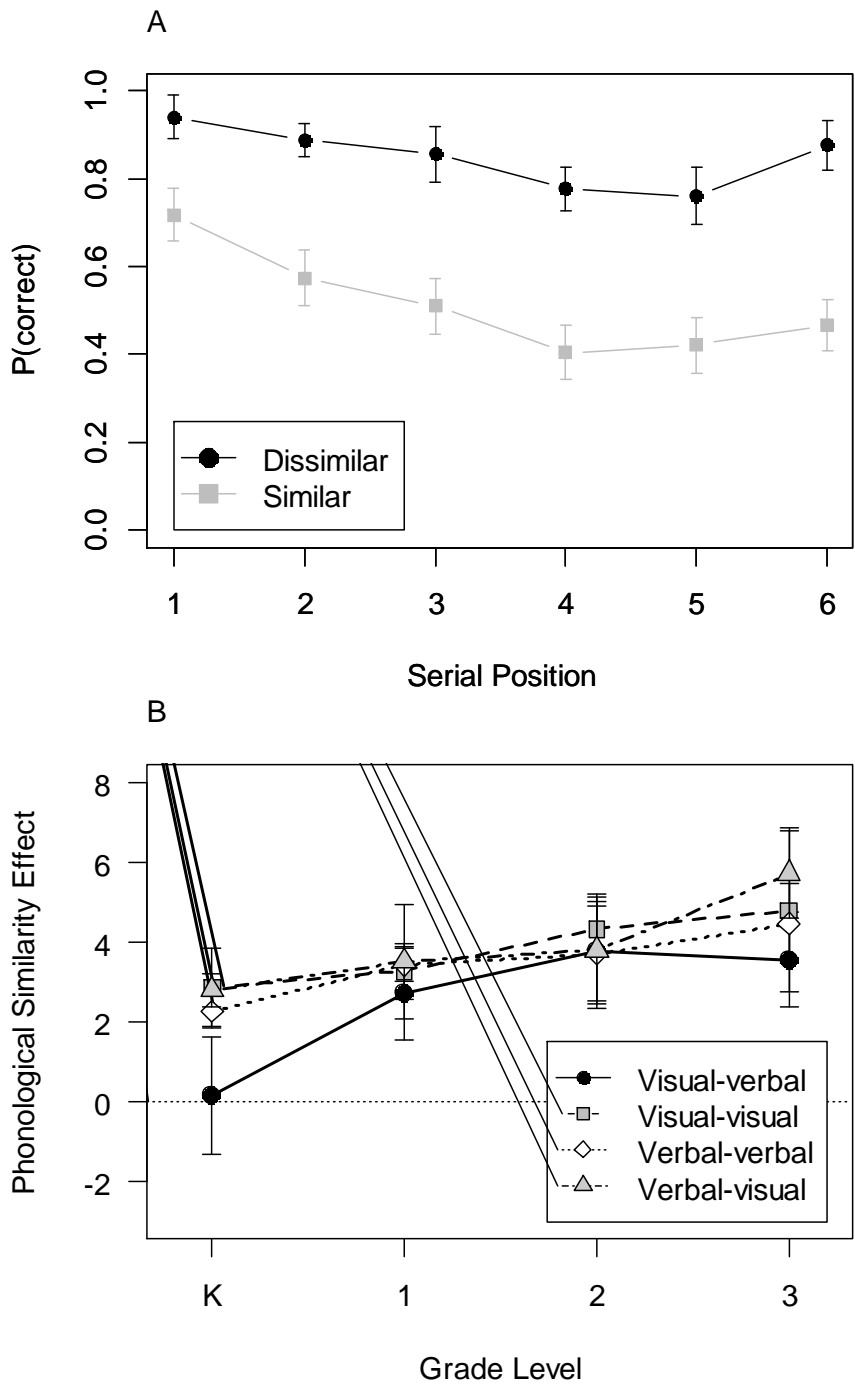 A
P(correct)
1.0
0.8
0.6
0.4
0.2
0.0
Dissimilar
Similar
1 2 3 4 5 6
Serial Position
B
Phonological Similarity Effect
8
6
4
2
0
-2
Visual-verbal
Visual-visual
Verbal-verbal
Verbal-visual
K 1 2 3
Grade Level